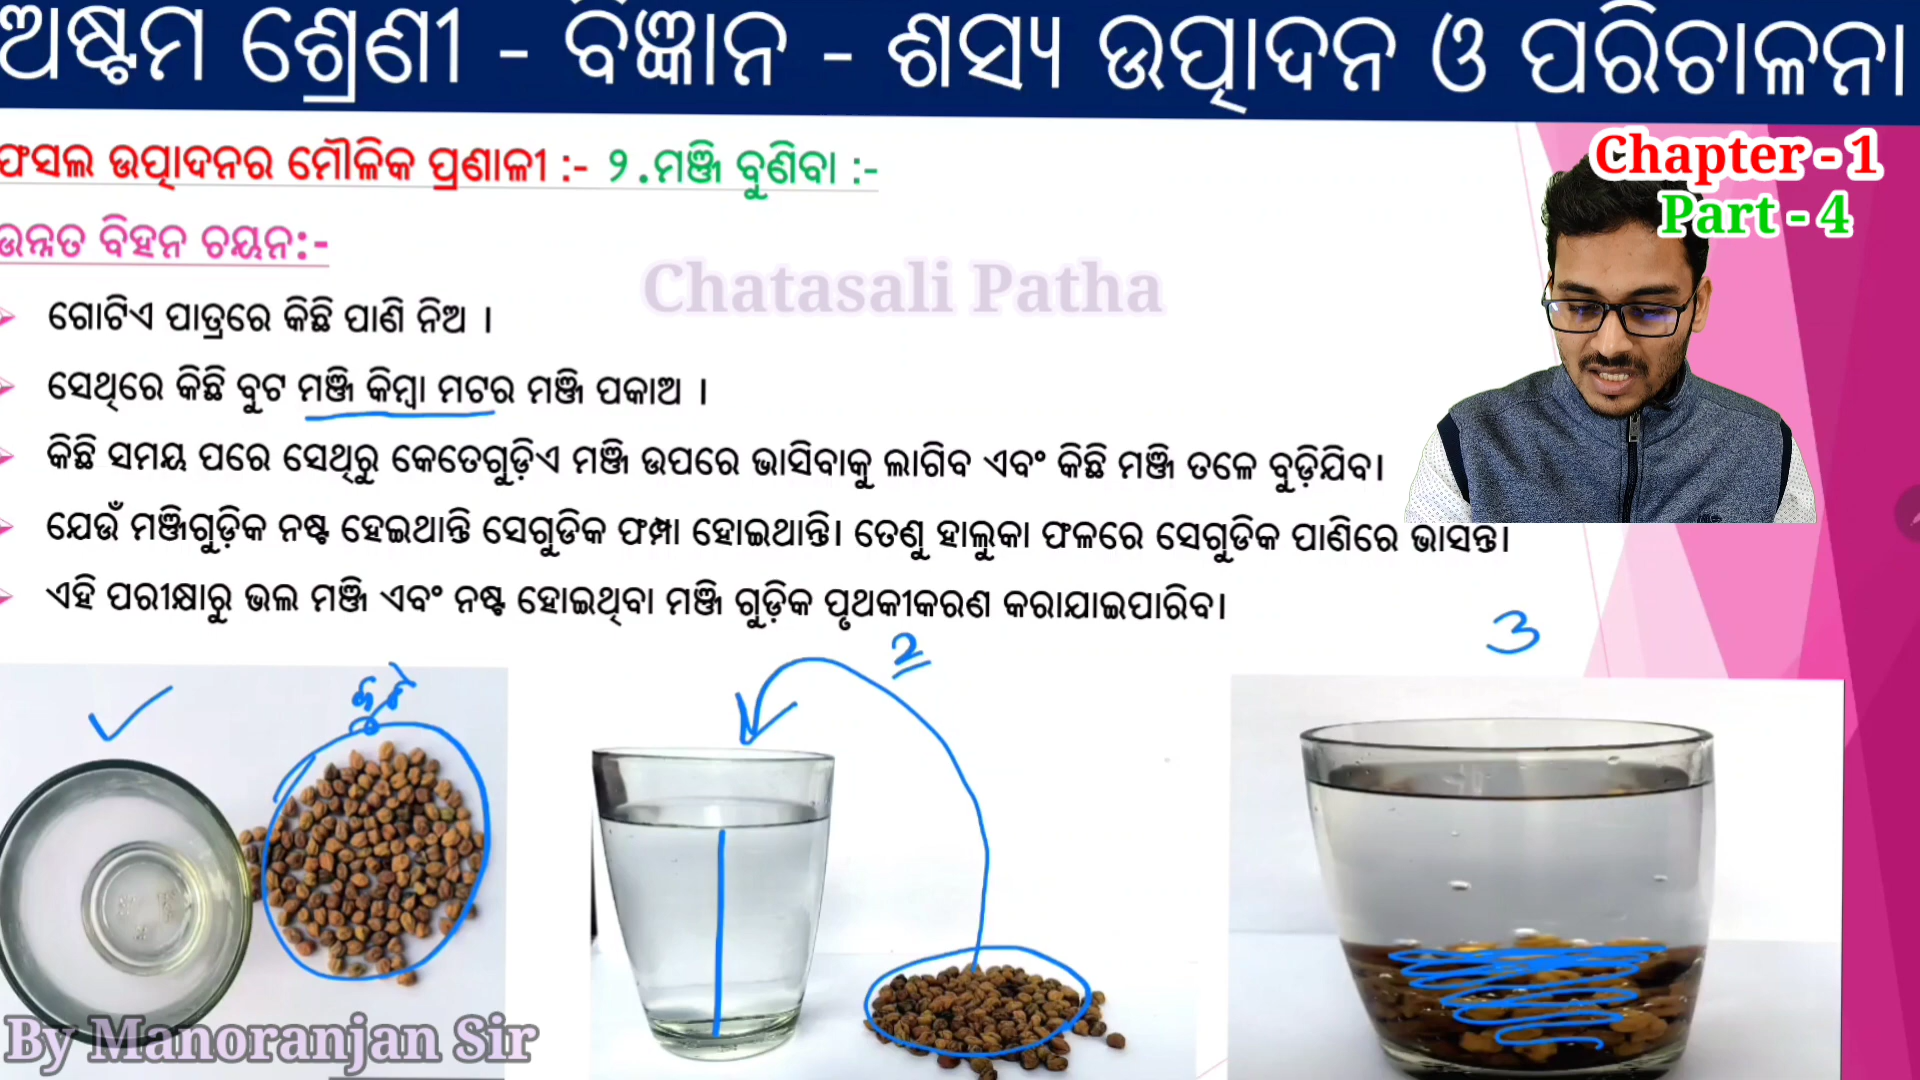 ଅଷ୍ଟମ ଶ୍ରେଣୀ - ବିଜ୍ଞାନ - ଶସ୍ୟ ଉତ୍ପାଦନ ଓ ପରିଚାଳନା
Chapter - 1
Part - 4
ଫସଲ ଉତ୍ପାଦନର ମୌଳିକ ପ୍ରଣାଳୀ :- ୨.ମଞ୍ଜି ବୁଣିବା :-
ଉନ୍ନତ ବିହନ ଚୟନ:-
Chatasali Patha
ଗୋଟିଏ ପାତ୍ରରେ କିଛି ପାଣି ନିଅ ।
ସେଥିରେ କିଛି ବୁଟ ମଞ୍ଜି କିମ୍ବା ମଟର ମଞ୍ଜି ପକାଅ ।
କିଛି ସମୟ ପରେ ସେଥିରୁ କେତେଗୁଡ଼ିଏ ମଞ୍ଜି ଉପରେ ଭାସିବାକୁ ଲାଗିବ ଏବଂ କିଛି ମଞ୍ଜି ତଳେ ବୁଡ଼ିଯିବ।
ଯେଉଁ ମଞ୍ଜିଗୁଡ଼ିକ ନଷ୍ଟ ହେଇଥାନ୍ତି ସେଗୁଡିକ ଫମ୍ପା ହୋଇଥାନ୍ତି। ତେଣୁ ହାଲୁକା ଫଳରେ ସେଗୁଡିକ ପାଣିରେ ଭାସନ୍ତି।
ଏହି ପରୀକ୍ଷାରୁ ଭଲ ମଞ୍ଜି ଏବଂ ନଷ୍ଟ ହୋଇଥିବା ମଞ୍ଜି ଗୁଡ଼ିକ ପୃଥକୀକରଣ କରାଯାଇପାରିବ।
2
3
By Manoranjan Sir